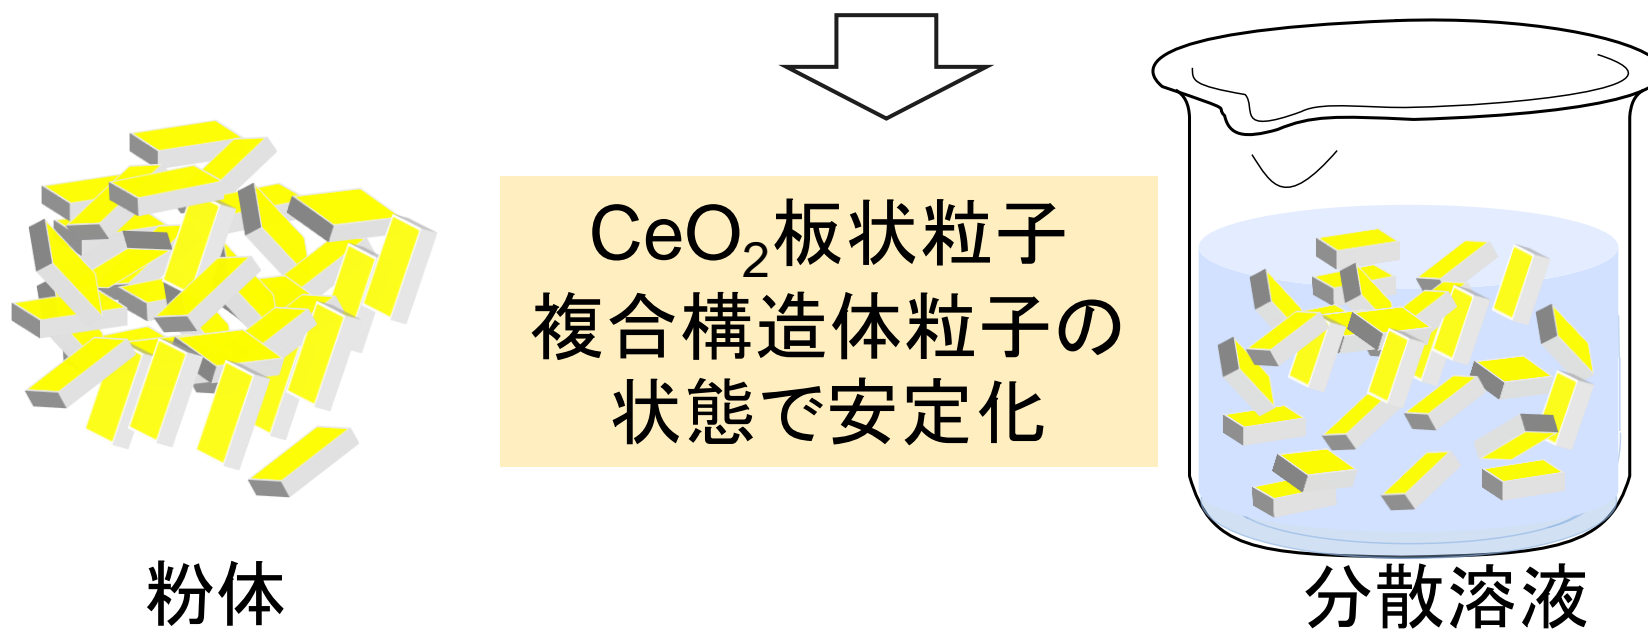 CeO₂板状粒子
複合構造体粒子の
状態で安定化
粉体
分散溶液